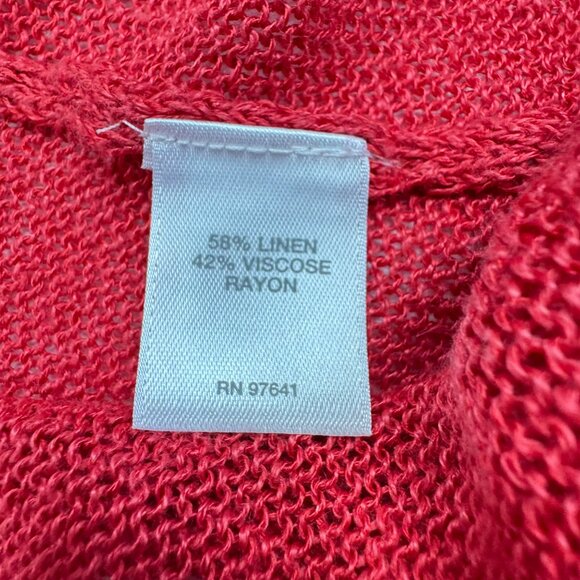 58% LINEN
42% VISCOSE
RAYON
RN 97641